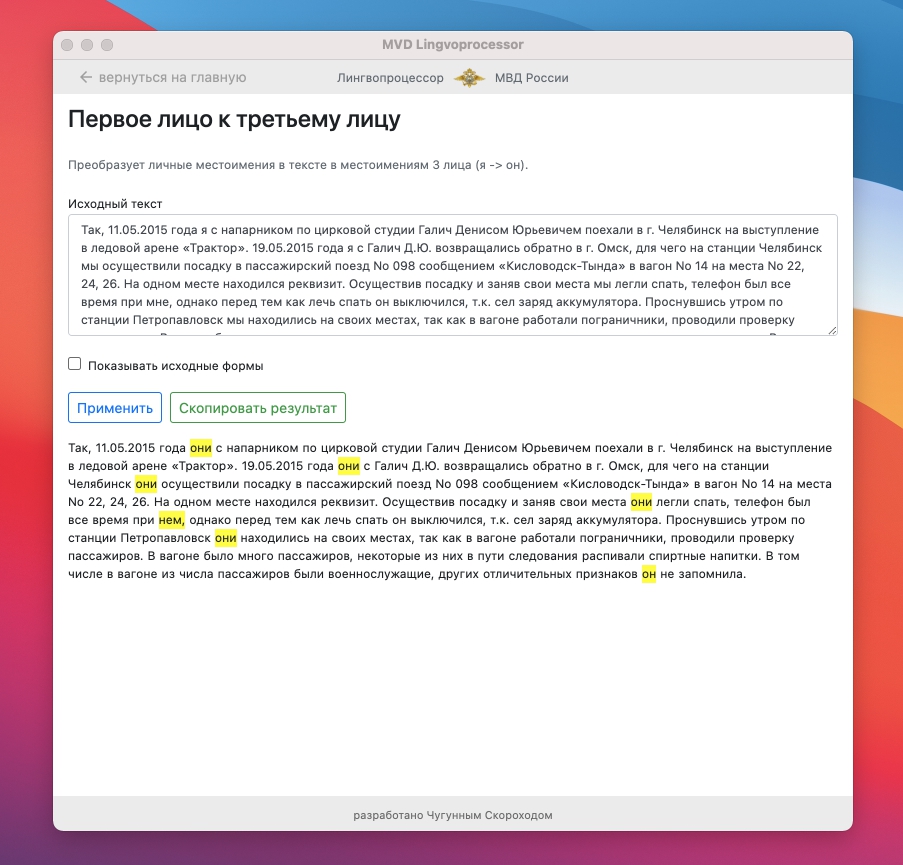 MVD Lingvoprocessor
← вернуться на главную
Лингвопроцессор МВД России
Первое лицо к третьему лицу
Преобразует личные местоимения в тексте в местоимениям 3 лица (я -> он).
Исходный текст
Так, 11.05.2015 года я с напарником по цирковой студии Галич Денисом Юрьевичем поехали в г. Челябинск на выступление
в ледовой арене «Трактор». 19.05.2015 года я с Галич Д.Ю. возвращались обратно в г. Омск, для чего на станции Челябинск
мы осуществили посадку в пассажирский поезд No 098 сообщением «Кисловодск-Тында» в вагон No 14 на места No 22,
24, 26. На одном месте находился реквизит. Осуществив посадку и заняв свои места мы легли спать, телефон был все
время при мне, однако перед тем как лечь спать он выключился, т.к. сел заряд аккумулятора. Проснувшись утром по
станции Петропавловск мы находились на своих местах, так как в вагоне работали пограничники, проводили проверку
Показывать исходные формы
Применить
Скопировать результат
Так, 11.05.2015 года они с напарником по цирковой студии Галич Денисом Юрьевичем поехали в г. Челябинск на выступление
в ледовой арене «Трактор». 19.05.2015 года они с Галич Д.Ю. возвращались обратно в г. Омск, для чего на станции
Челябинск они осуществили посадку в пассажирский поезд No 098 сообщением «Кисловодск-Тында» в вагон No 14 на места
No 22, 24, 26. На одном месте находился реквизит. Осуществив посадку и заняв свои места они легли спать, телефон был
все время при нем, однако перед тем как лечь спать он выключился, т.к. сел заряд аккумулятора. Проснувшись утром по
станции Петропавловск они находились на своих местах, так как в вагоне работали пограничники, проводили проверку
пассажиров. В вагоне было много пассажиров, некоторые из них в пути следования распивали спиртные напитки. В том
числе в вагоне из числа пассажиров были военнослужащие, других отличительных признаков он не запомнила.
разработано Чугунным Скороходом